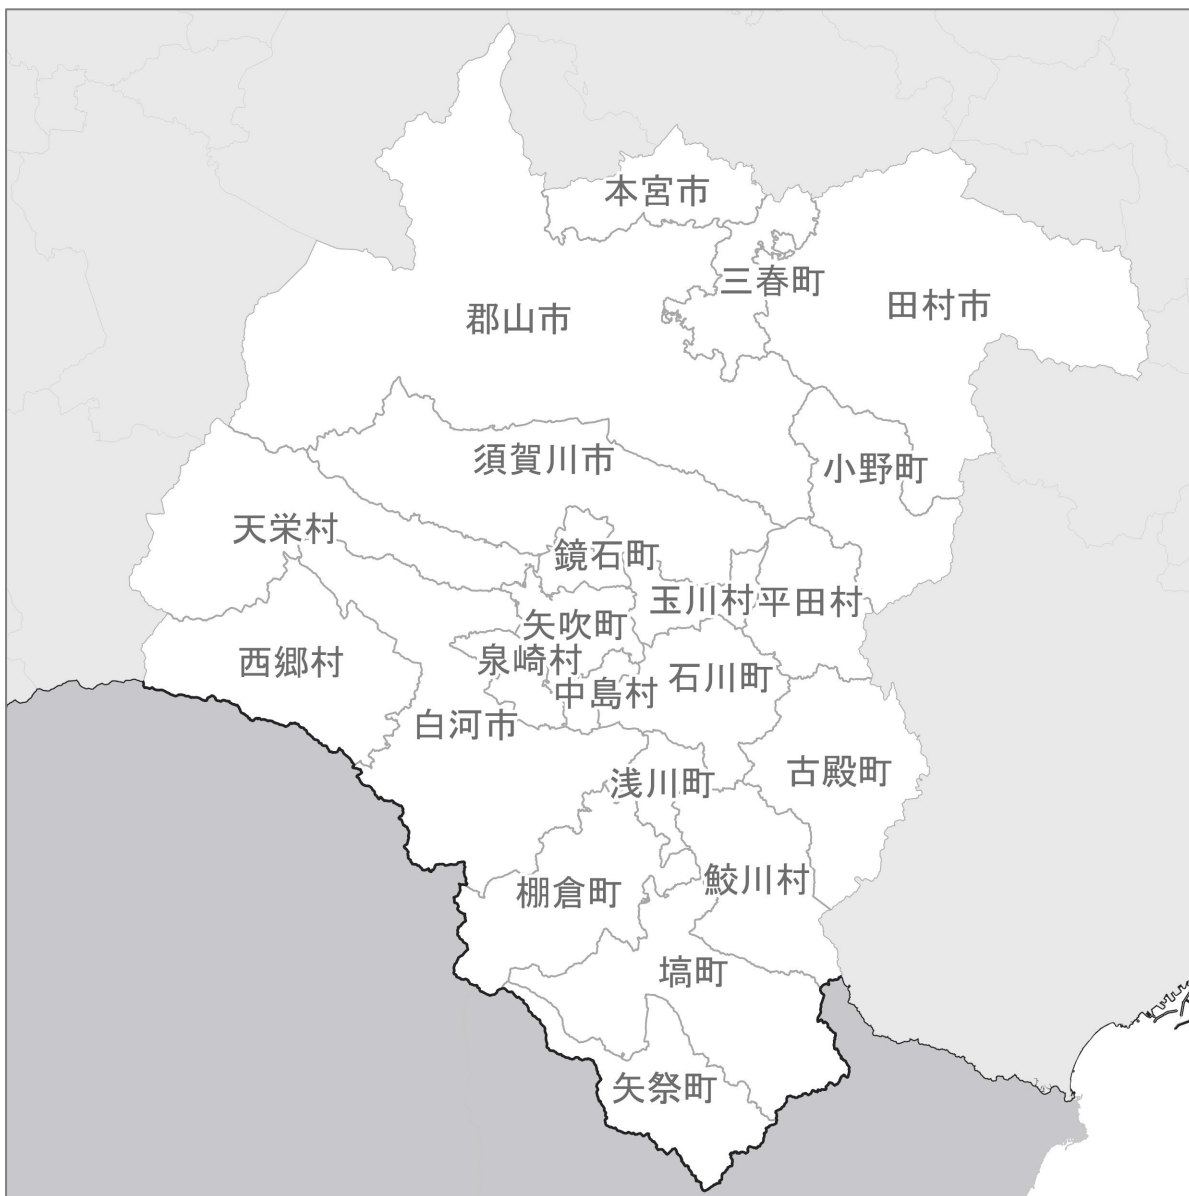 本宮市
三春町
田村市
郡山市
須賀川市
小野町
天栄村
鏡石町
玉川村
平田村
矢吹町
泉崎村
西郷村
中島村
石川町
白河市
浅川町
古殿町
棚倉町
鮫川村
塙町
矢祭町